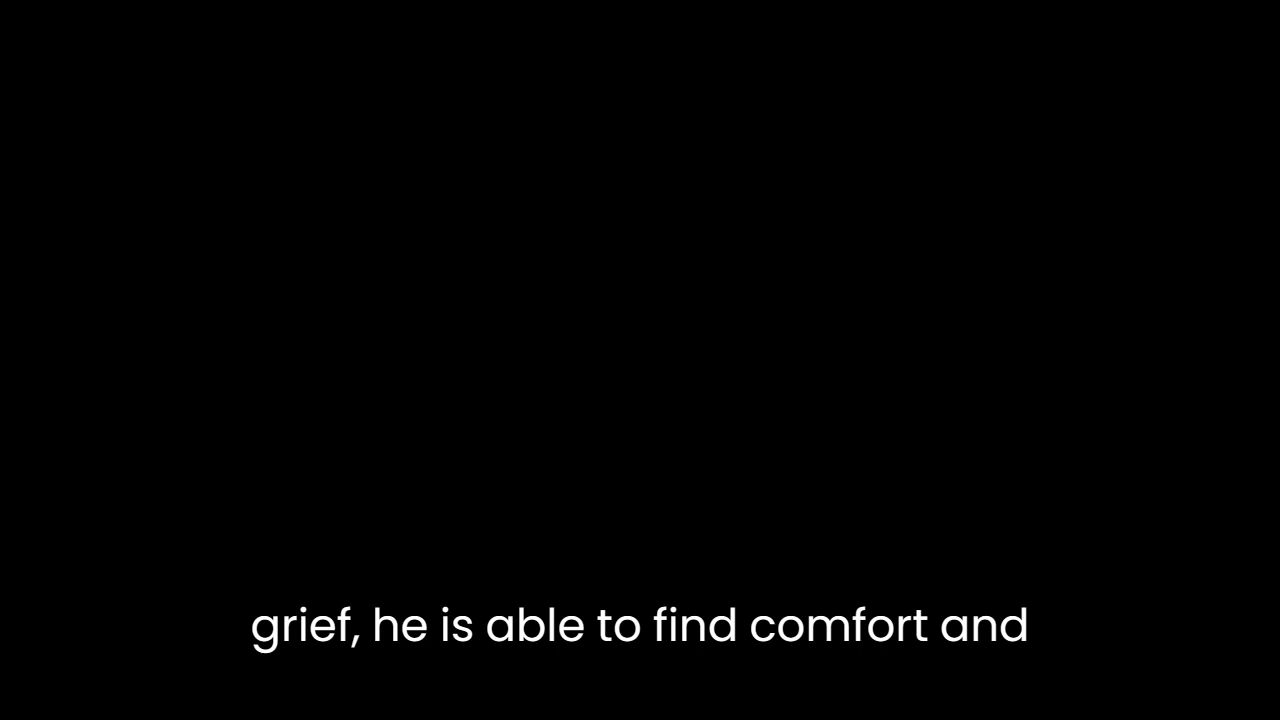 grief, he is able to find comfort and